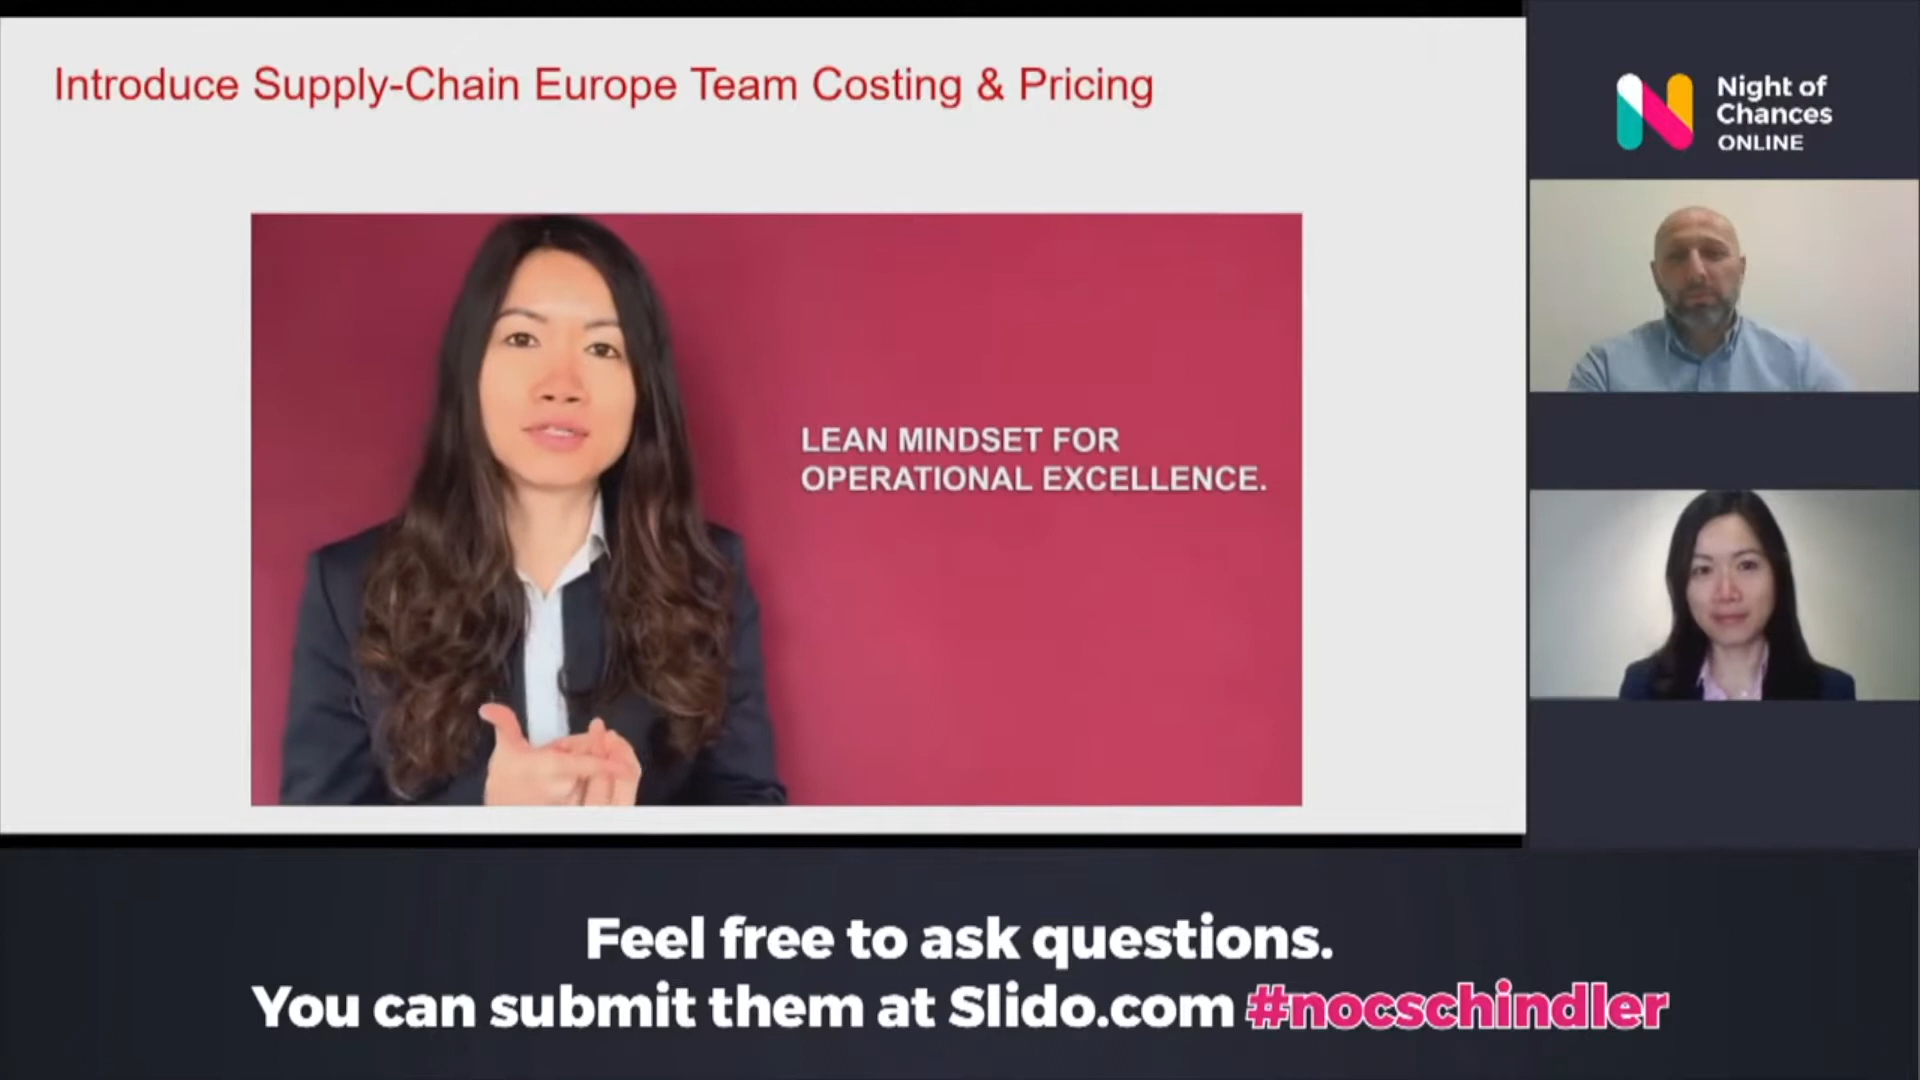 Introduce Supply-Chain Europe Team Costing & Pricing
Night of
Chances
ONLINE
LEAN MINDSET FOR
OPERATIONAL EXCELLENCE.
Feel free to ask questions.
You can submit them at Slido.com #nocschindler